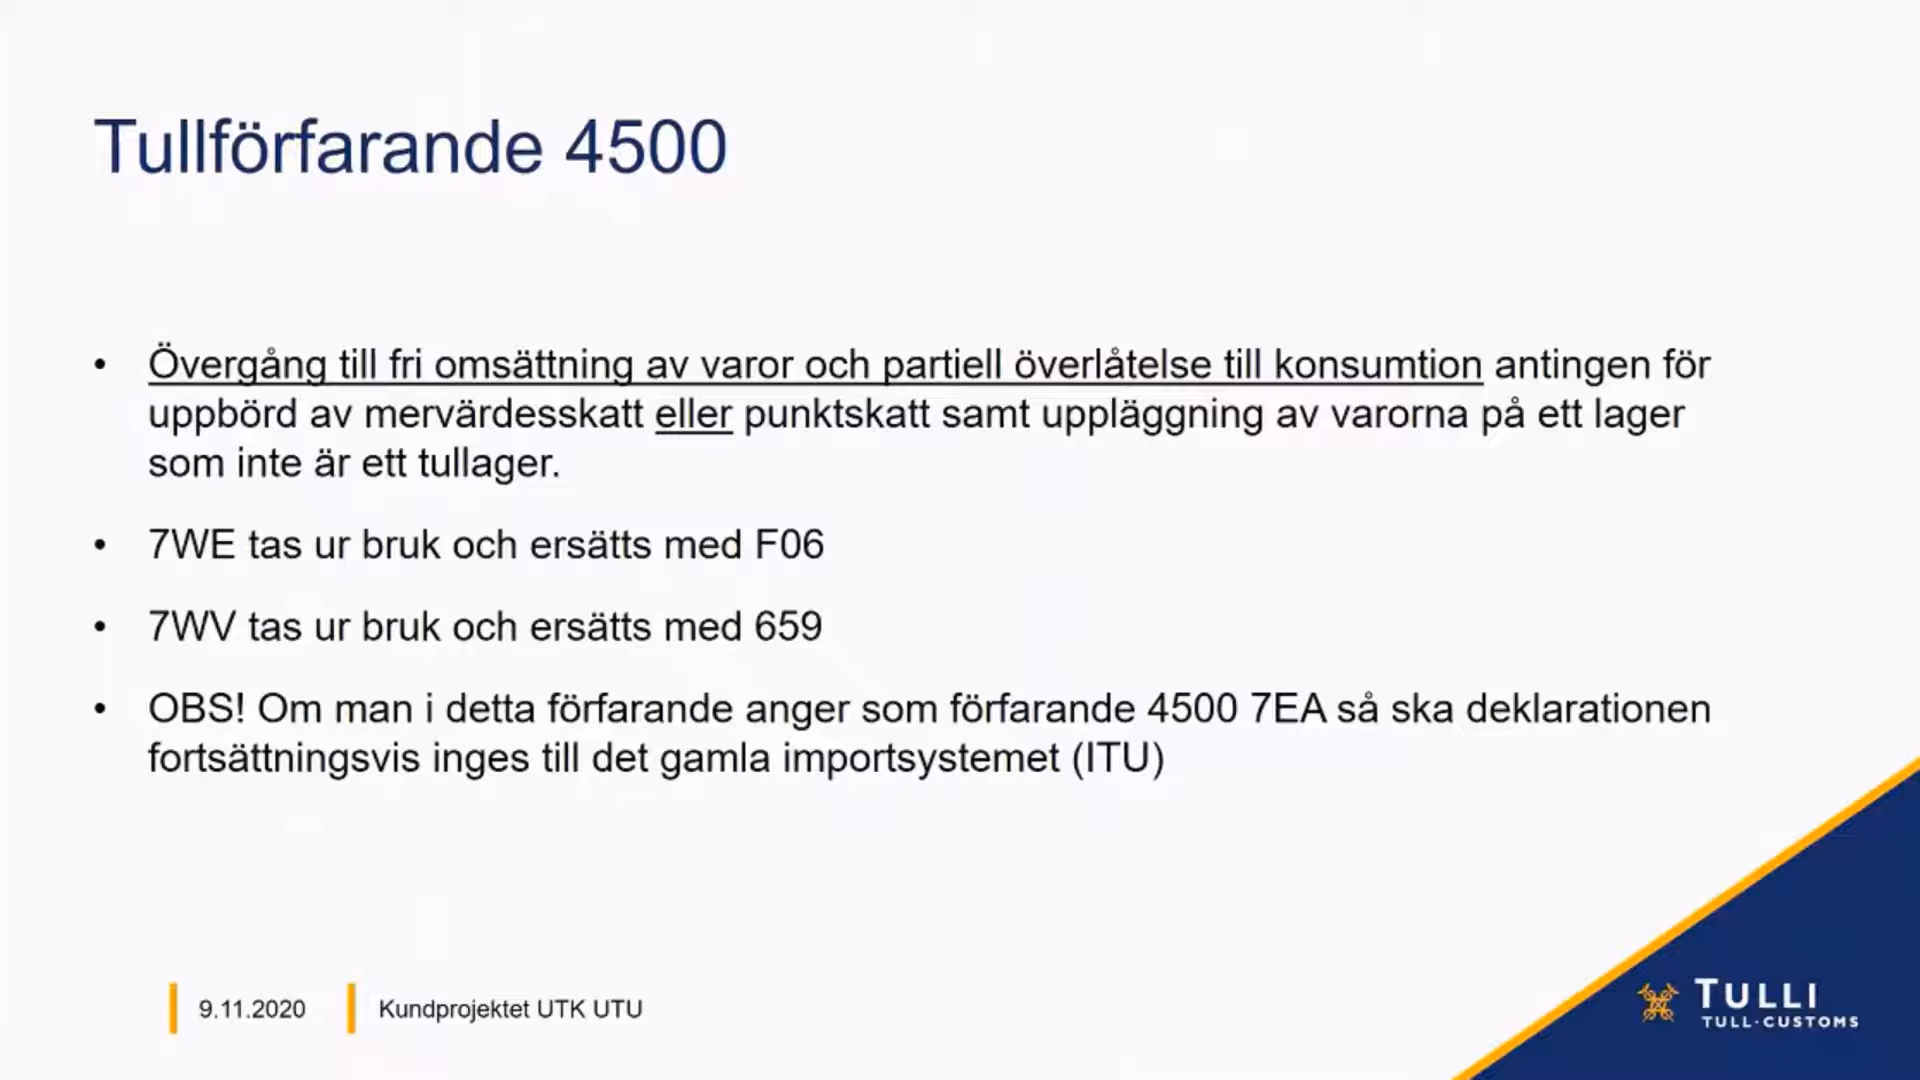 Tullförfarande 4500
• Övergång till fri omsättning av varor och partiell överlåtelse till konsumtion antingen för
uppbörd av mervärdesskatt eller punktskatt samt uppläggning av varorna på ett lager
som inte är ett tullager.
• 7WE tas ur bruk och ersätts med F06
• 7WV tas ur bruk och ersätts med 659
• OBS! Om man i detta förfarande anger som förfarande 4500 7EA så ska deklarationen
fortsättningsvis inges till det gamla importsystemet (ITU)
9.11.2020
Kundprojektet UTK UTU
TULLI
TULL·CUSTOMS